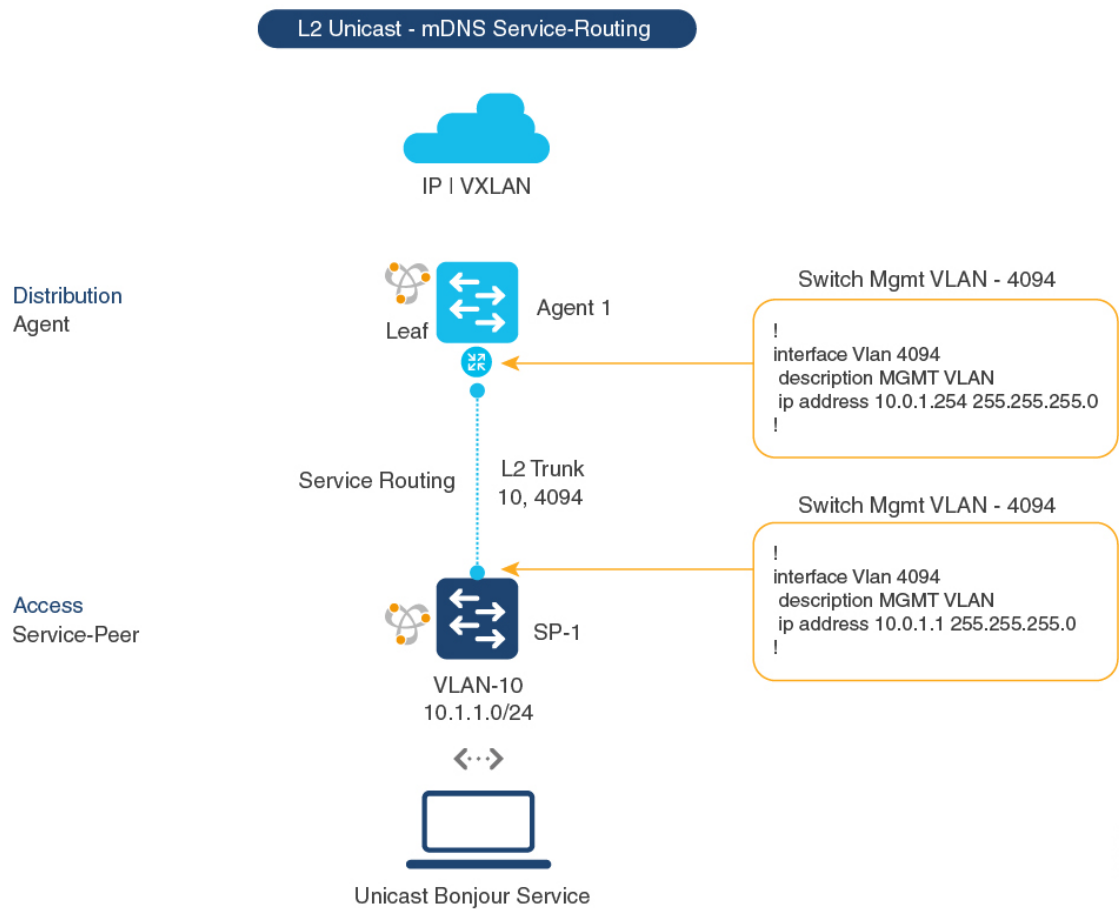 L2 Unicast - mDNS Service-Routing
IP | VXLAN
Distribution
Agent
Leaf
Agent 1
Switch Mgmt VLAN - 4094
!
interface Vlan 4094
description MGMT VLAN
ip address 10.0.1.254 255.255.255.0
!
Service Routing
L2 Trunk
10, 4094
Switch Mgmt VLAN - 4094
!
interface Vlan 4094
description MGMT VLAN
ip address 10.0.1.1 255.255.255.0
!
Access
Service-Peer
SP-1
VLAN-10
10.1.1.0/24
Unicast Bonjour Service